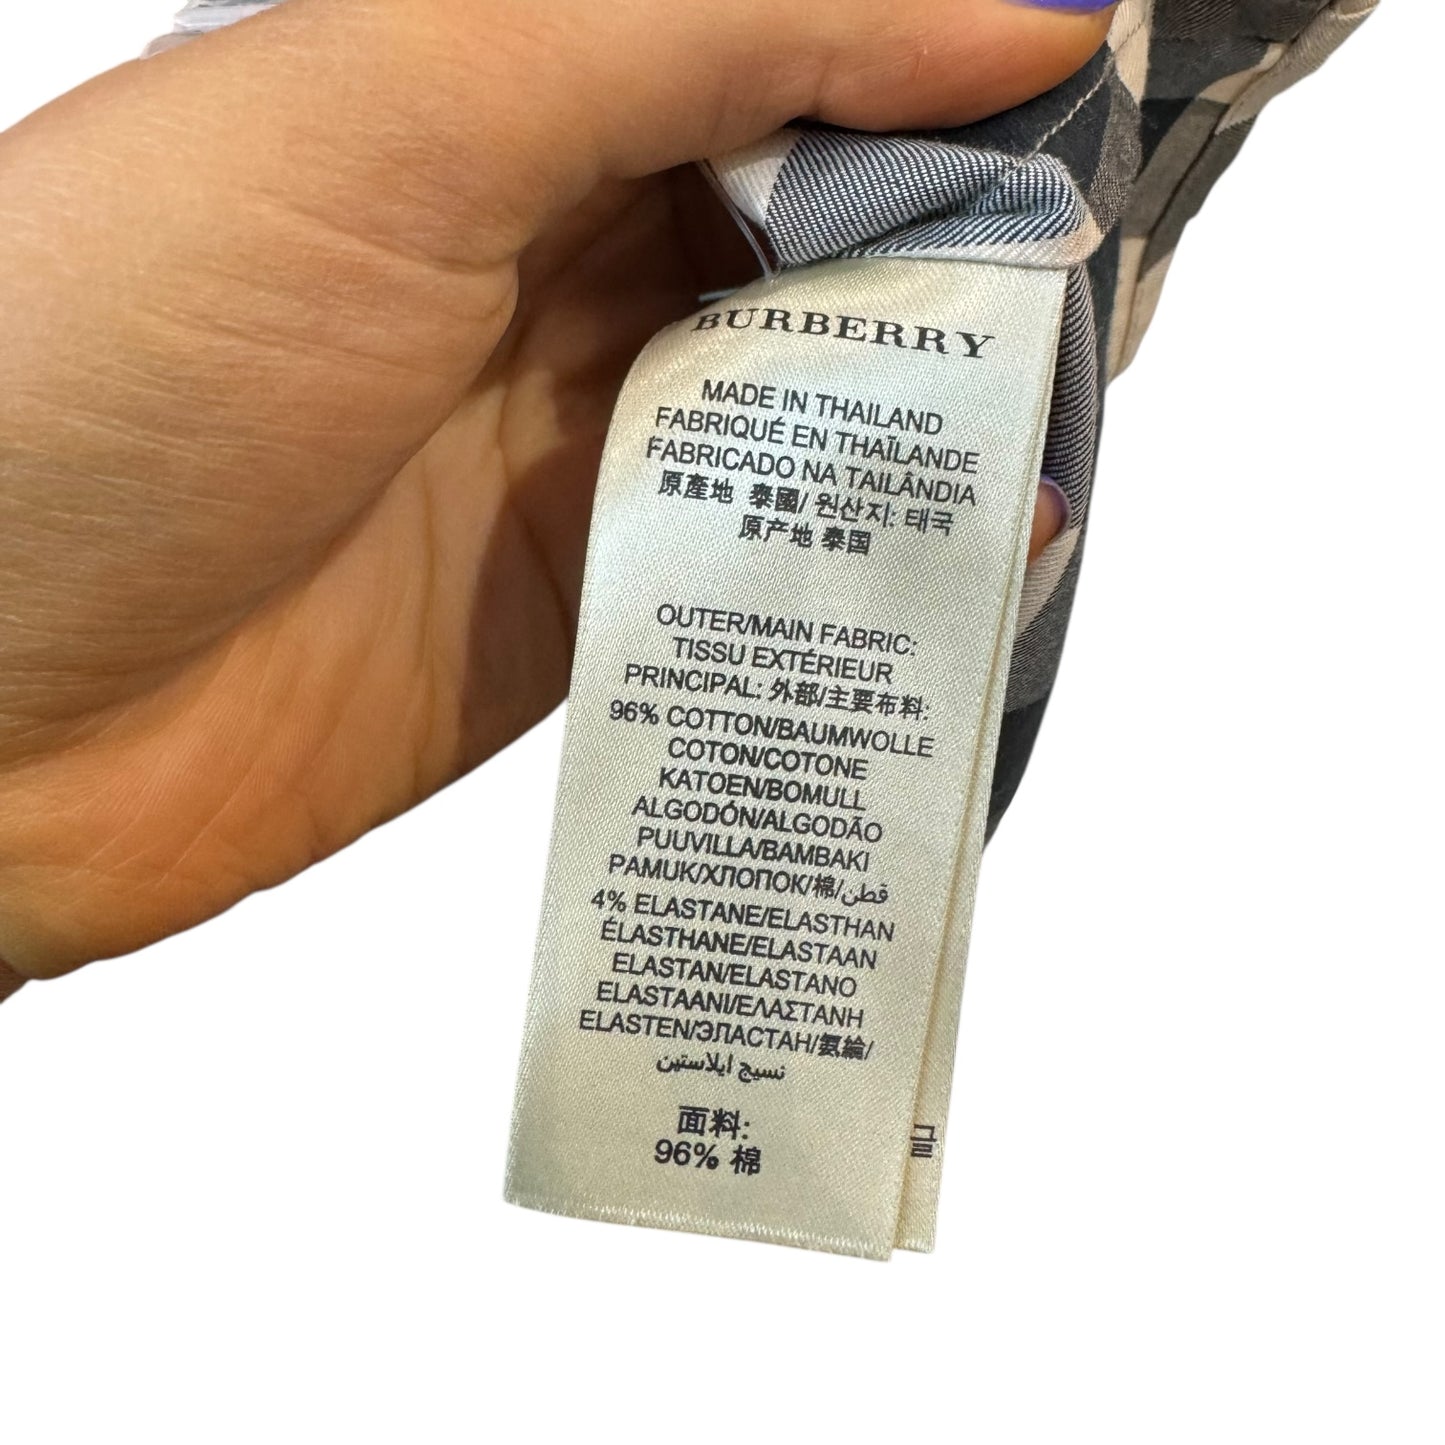 BURBERRY
MADE IN THAILAND
FABRIQUÉ EN THAÏLANDE
FABRICADO NA TAILÂNDIA
原產地 泰國/ 원산지: 태국
原产地 泰国
OUTER/MAIN FABRIC:
TISSU EXTÉRIEUR
PRINCIPAL: 外部/主要布料:
96% COTTON/BAUMWOLLE
COTON/COTONE
KATOEN/BOMULL
ALGODÓN/ALGODÃO
PUUVILLA/BAMBAKI
PAMUK/ХЛОПОК/棉/قطن
4% ELASTANE/ELASTHAN
ÉLASTHANE/ELASTAAN
ELASTAN/ELASTANO
ELASTAANI/ΕΛΑΣΤΑΝΗ
ELASTEN/ЭЛАСТАН/氨綸/
نسيج ايلاستين
面料:
96% 棉
글